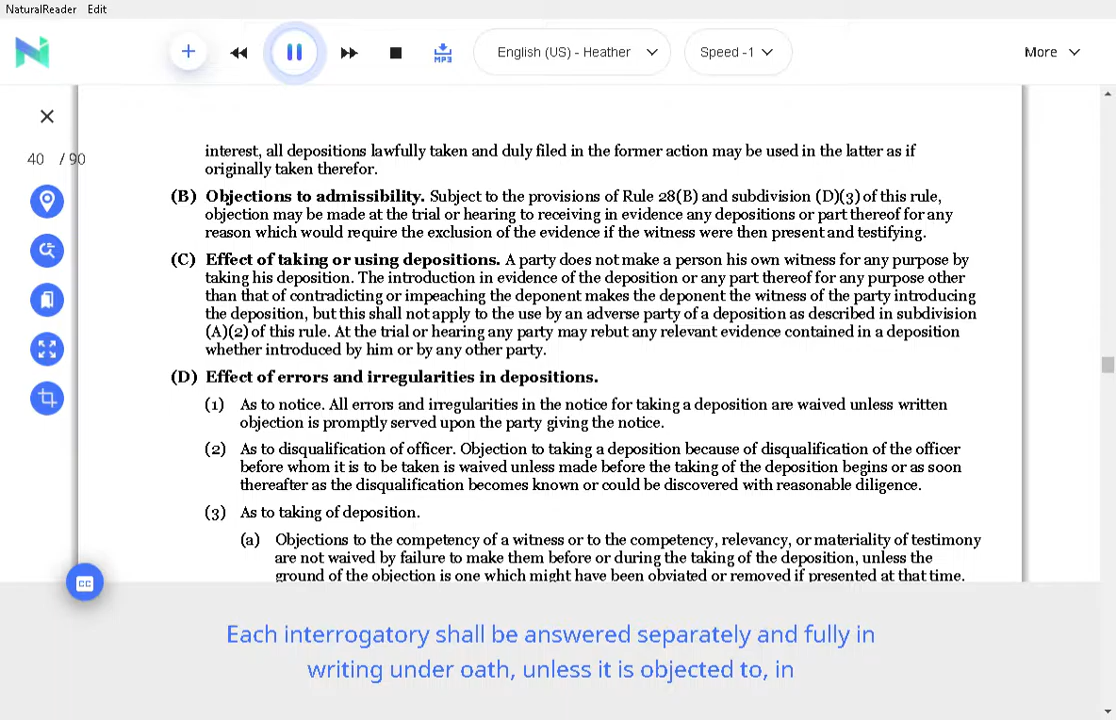 NaturalReader Edit
MP3
English (US) - Heather
Speed -1
More
40 / 90
interest, all depositions lawfully taken and duly filed in the former action may be used in the latter as if
originally taken therefor.
(B) Objections to admissibility. Subject to the provisions of Rule 28(B) and subdivision (D)(3) of this rule,
objection may be made at the trial or hearing to receiving in evidence any depositions or part thereof for any
reason which would require the exclusion of the evidence if the witness were then present and testifying.
(C) Effect of taking or using depositions. A party does not make a person his own witness for any purpose by
taking his deposition. The introduction in evidence of the deposition or any part thereof for any purpose other
than that of contradicting or impeaching the deponent makes the deponent the witness of the party introducing
the deposition, but this shall not apply to the use by an adverse party of a deposition as described in subdivision
(A)(2) of this rule. At the trial or hearing any party may rebut any relevant evidence contained in a deposition
whether introduced by him or by any other party.
(D) Effect of errors and irregularities in depositions.
(1) As to notice. All errors and irregularities in the notice for taking a deposition are waived unless written
objection is promptly served upon the party giving the notice.
(2) As to disqualification of officer. Objection to taking a deposition because of disqualification of the officer
before whom it is to be taken is waived unless made before the taking of the deposition begins or as soon
thereafter as the disqualification becomes known or could be discovered with reasonable diligence.
(3) As to taking of deposition.
(a) Objections to the competency of a witness or to the competency, relevancy, or materiality of testimony
are not waived by failure to make them before or during the taking of the deposition, unless the
ground of the objection is one which might have been obviated or removed if presented at that time.
CC
Each interrogatory shall be answered separately and fully in
writing under oath, unless it is objected to, in